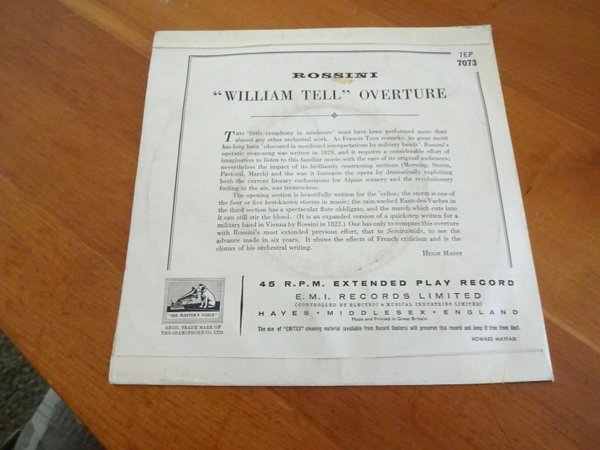 7EP
7073
ROSSINI
“WILLIAM TELL” OVERTURE
THIS 'little symphony in miniature' must have been performed more than
almost any other orchestral work. As Francis Toye remarks, its great merit
has long been 'obscured in moribund interpretations by military bands'. Rossini's
operatic swan-song was written in 1829, and it requires a considerable effort of
imagination to listen to this familiar music with the ears of its original audiences;
nevertheless the impact of its brilliantly contrasting sections (Morning, Storm,
Pastoral, March) and the way it forecasts the opera by dramatically exploiting
both the current literary enthusiasms for Alpine scenery and the revolutionary
feeling in the air, was tremendous.
The opening section is beautifully written for the 'cellos; the storm is one of
the four or five best-known storms in music; the rain-washed Ranz-des-Vaches in
the third section has a spectacular flute obbligato, and the march which cuts into
it can still stir the blood. (It is an expanded version of a quickstep written for a
military band in Vienna by Rossini in 1822.) One has only to compare this overture
with Rossini's most extended previous effort, that to Semiramide, to see the
advance made in six years. It shows the effects of French criticism and is the
climax of his orchestral writing.
HUGH MASSY
"HIS MASTER'S VOICE"
REGD. TRADE MARK OF
THE GRAMOPHONE CO. LTD
45 R.P.M. EXTENDED PLAY RECORD
E.M.I. RECORDS LIMITED
(CONTROLLED BY ELECTRIC & MUSICAL INDUSTRIES LIMITED)
HAYES • MIDDLESEX • ENGLAND
Made and Printed in Great Britain
The use of "EMITEX" cleaning material (available from Record Dealers) will preserve this record and keep it free from dust.
HOWARD MAYFAIR